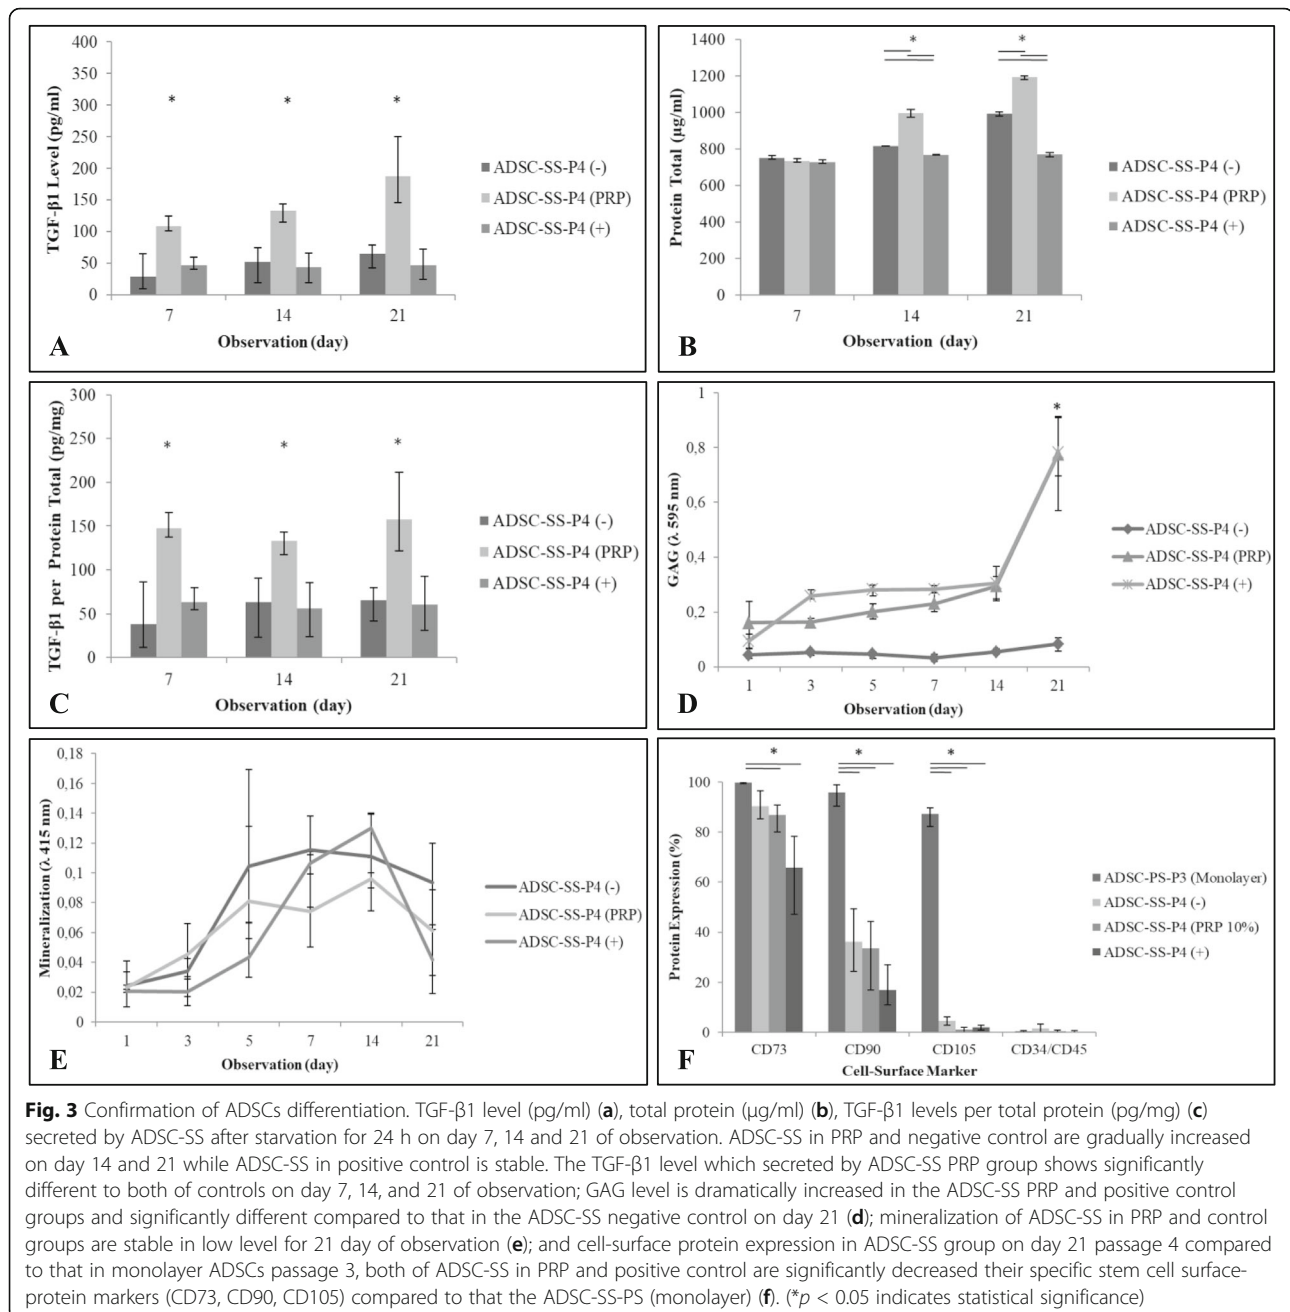 400
350
300
250
200
150
100
50
0
TGF-β1 Level (pg/ml)
*
*
*
7
14
21
Observation (day)
ADSC-SS-P4 (-)
ADSC-SS-P4 (PRP)
ADSC-SS-P4 (+)
A
1400
1200
1000
800
600
400
200
0
Protein Total (µg/ml)
*
*
7
14
21
Observation (day)
ADSC-SS-P4 (-)
ADSC-SS-P4 (PRP)
ADSC-SS-P4 (+)
B
300
250
200
150
100
50
0
TGF-β1 per Protein Total (pg/mg)
*
*
*
7
14
21
Observation (day)
ADSC-SS-P4 (-)
ADSC-SS-P4 (PRP)
ADSC-SS-P4 (+)
C
1
0,8
0,6
0,4
0,2
0
GAG (λ 595 nm)
*
1
3
5
7
14
21
Observation (day)
ADSC-SS-P4 (-)
ADSC-SS-P4 (PRP)
ADSC-SS-P4 (+)
D
0,18
0,16
0,14
0,12
0,1
0,08
0,06
0,04
0,02
0
Mineralization (λ 415 nm)
1
3
5
7
14
21
Observation (day)
ADSC-SS-P4 (-)
ADSC-SS-P4 (PRP)
ADSC-SS-P4 (+)
E
100
80
60
40
20
0
Protein Expression (%)
*
*
*
CD73
CD90
CD105
CD34/CD45
Cell-Surface Marker
ADSC-PS-P3 (Monolayer)
ADSC-SS-P4 (-)
ADSC-SS-P4 (PRP 10%)
ADSC-SS-P4 (+)
F
Fig. 3 Confirmation of ADSCs differentiation. TGF-β1 level (pg/ml) (a), total protein (µg/ml) (b), TGF-β1 levels per total protein (pg/mg) (c)
secreted by ADSC-SS after starvation for 24 h on day 7, 14 and 21 of observation. ADSC-SS in PRP and negative control are gradually increased
on day 14 and 21 while ADSC-SS in positive control is stable. The TGF-β1 level which secreted by ADSC-SS PRP group shows significantly
different to both of controls on day 7, 14, and 21 of observation; GAG level is dramatically increased in the ADSC-SS PRP and positive control
groups and significantly different compared to that in the ADSC-SS negative control on day 21 (d); mineralization of ADSC-SS in PRP and control
groups are stable in low level for 21 day of observation (e); and cell-surface protein expression in ADSC-SS group on day 21 passage 4 compared
to that in monolayer ADSCs passage 3, both of ADSC-SS in PRP and positive control are significantly decreased their specific stem cell surface-
protein markers (CD73, CD90, CD105) compared to that the ADSC-SS-PS (monolayer) (f). (*p < 0.05 indicates statistical significance)